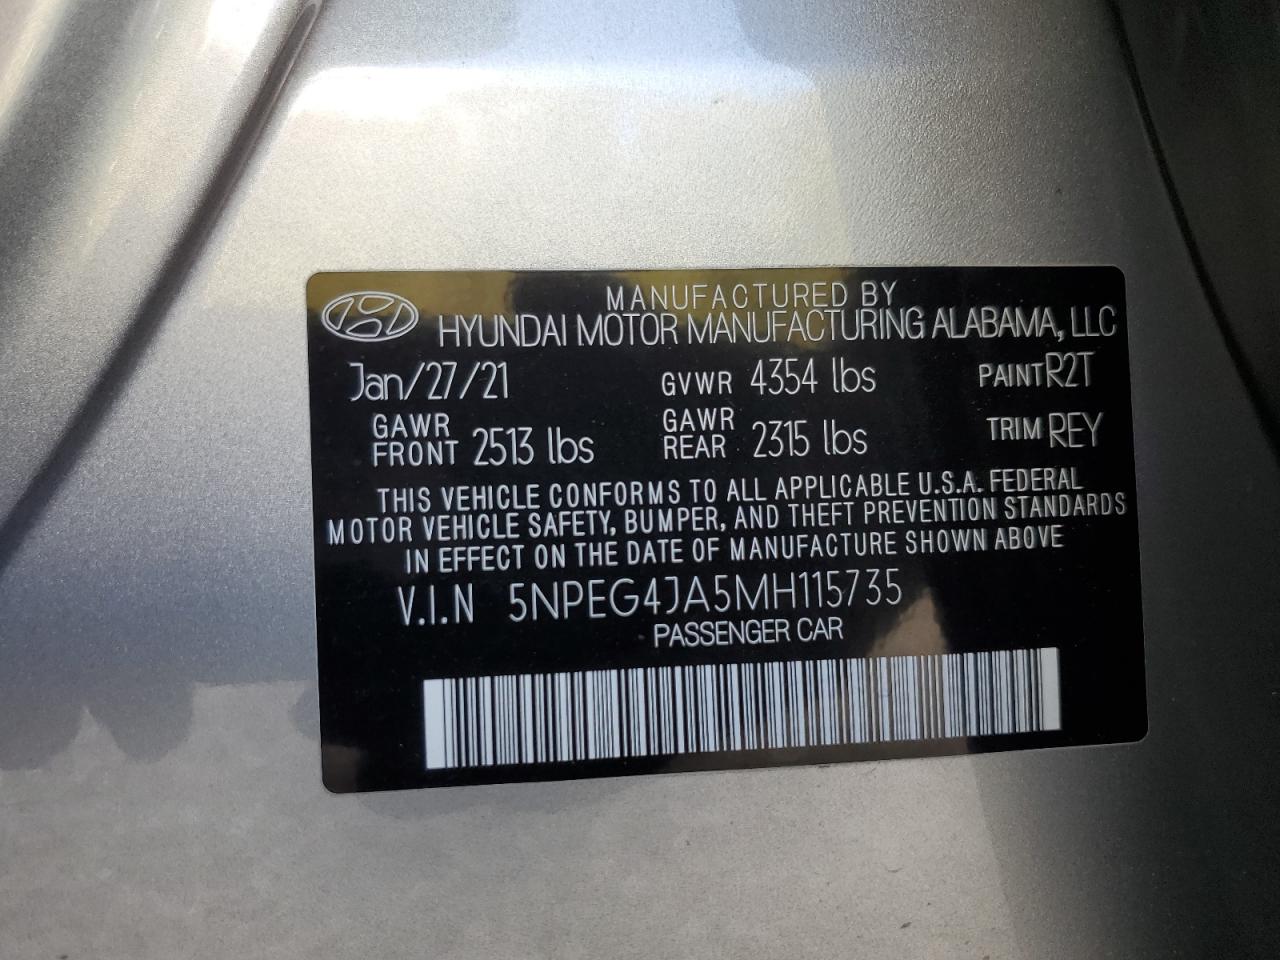 MANUFACTURED BY
HYUNDAI MOTOR MANUFACTURING ALABAMA, LLC
Jan/27/21 GVWR 4354 lbs PAINT R2T
GAWR FRONT 2513 lbs GAWR REAR 2315 lbs TRIM REY
THIS VEHICLE CONFORMS TO ALL APPLICABLE U.S.A. FEDERAL
MOTOR VEHICLE SAFETY, BUMPER, AND THEFT PREVENTION STANDARDS
IN EFFECT ON THE DATE OF MANUFACTURE SHOWN ABOVE
V.I.N 5NPEG4JA5MH115735
PASSENGER CAR